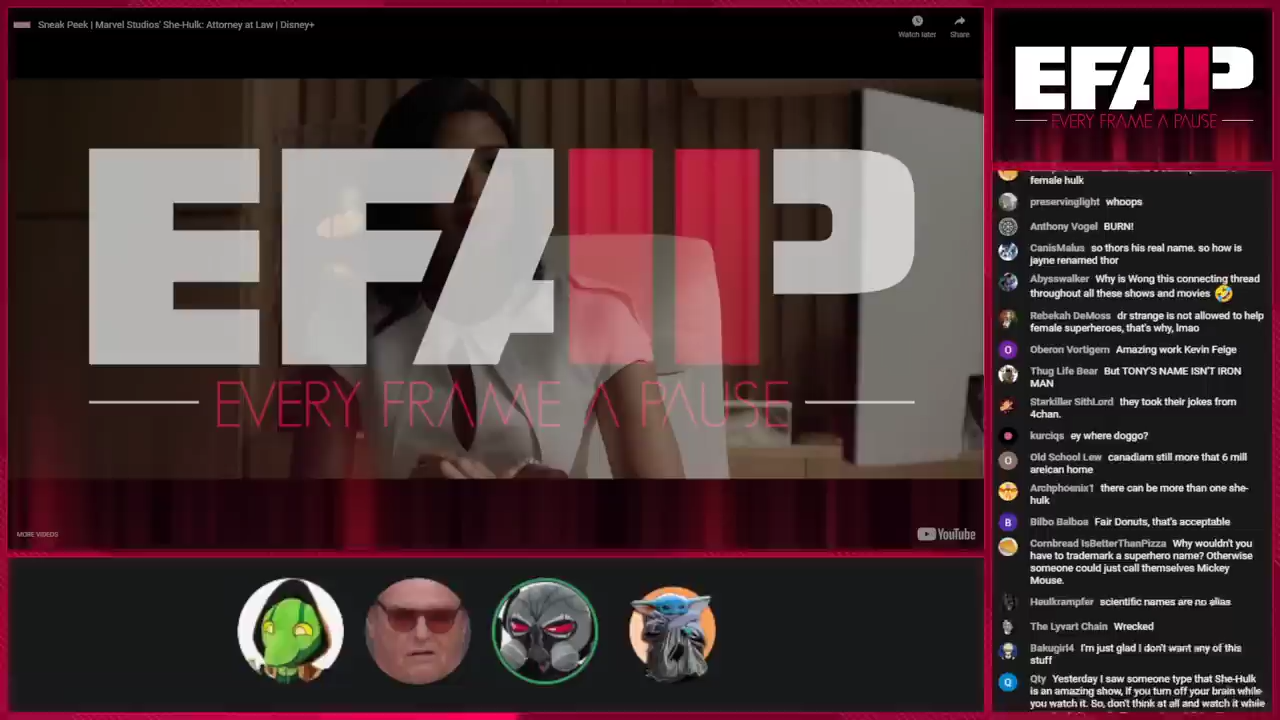 Sneak Peek | Marvel Studios' She-Hulk: Attorney at Law | Disney+
Watch later
Share
EFAP
EVERY FRAME A PAUSE
MORE VIDEOS
YouTube
EFAP
EVERY FRAME A PAUSE
female hulk
preservinglight whoops
Anthony Vogel BURN!
CanisMalus so thors his real name. so how is
jayne renamed thor
Abysswalker Why is Wong this connecting thread
throughout all these shows and movies 🤣
Rebekah DeMoss dr strange is not allowed to help
female superheroes, that's why, lmao
Oberon Vortigern Amazing work Kevin Feige
Thug Life Bear But TONY'S NAME ISN'T IRON
MAN
Starkiller SithLord they took their jokes from
4chan.
kurciqs ey where doggo?
Old School Lew canadiam still more that 6 mill
areican home
Archphoenix1 there can be more than one she-
hulk
Bilbo Balboa Fair Donuts, that's acceptable
Cornbread IsBetterThanPizza Why wouldn't you
have to trademark a superhero name? Otherwise
someone could just call themselves Mickey
Mouse.
Heulkrampfer scientific names are no alias
The Lyvart Chain Wrecked
Bakugirl4 I'm just glad I don't want any of this
stuff
Qty Yesterday I saw someone type that She-Hulk
is an amazing show, If you turn off your brain while
you watch it. So, don't think at all and watch it while